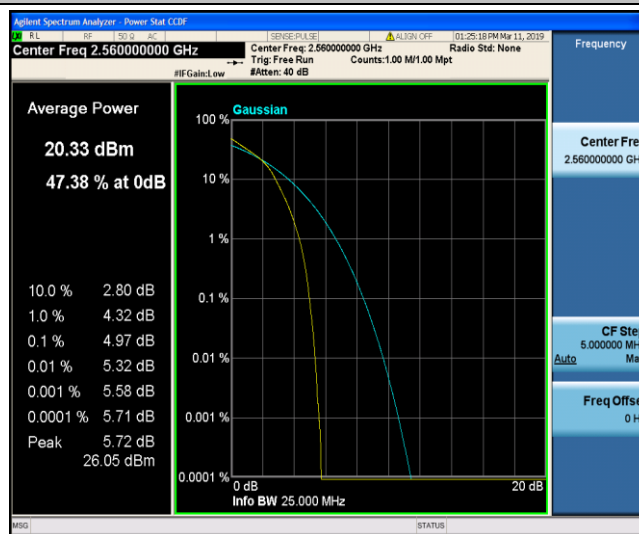 Agilent Spectrum Analyzer - Power Stat CCDF
RL RF 50 Ω AC SENSE:PULSE ALIGN OFF 01:25:18 PM Mar 11, 2019
Center Freq 2.560000000 GHz
Center Freq: 2.560000000 GHz Radio Std: None
Trig: Free Run Counts:1.00 M/1.00 Mpt
#IFGain:Low #Atten: 40 dB
Frequency
Average Power
20.33 dBm
47.38 % at 0dB
10.0 % 2.80 dB
1.0 % 4.32 dB
0.1 % 4.97 dB
0.01 % 5.32 dB
0.001 % 5.58 dB
0.0001 % 5.71 dB
Peak 5.72 dB
26.05 dBm
Gaussian
100 %
10 %
1 %
0.1 %
0.01 %
0.001 %
0.0001 %
0 dB 20 dB
Info BW 25.000 MHz
Center Fre
2.560000000 GH
CF Ste
5.000000 MH
Auto Ma
Freq Offse
0 H
MSG STATUS